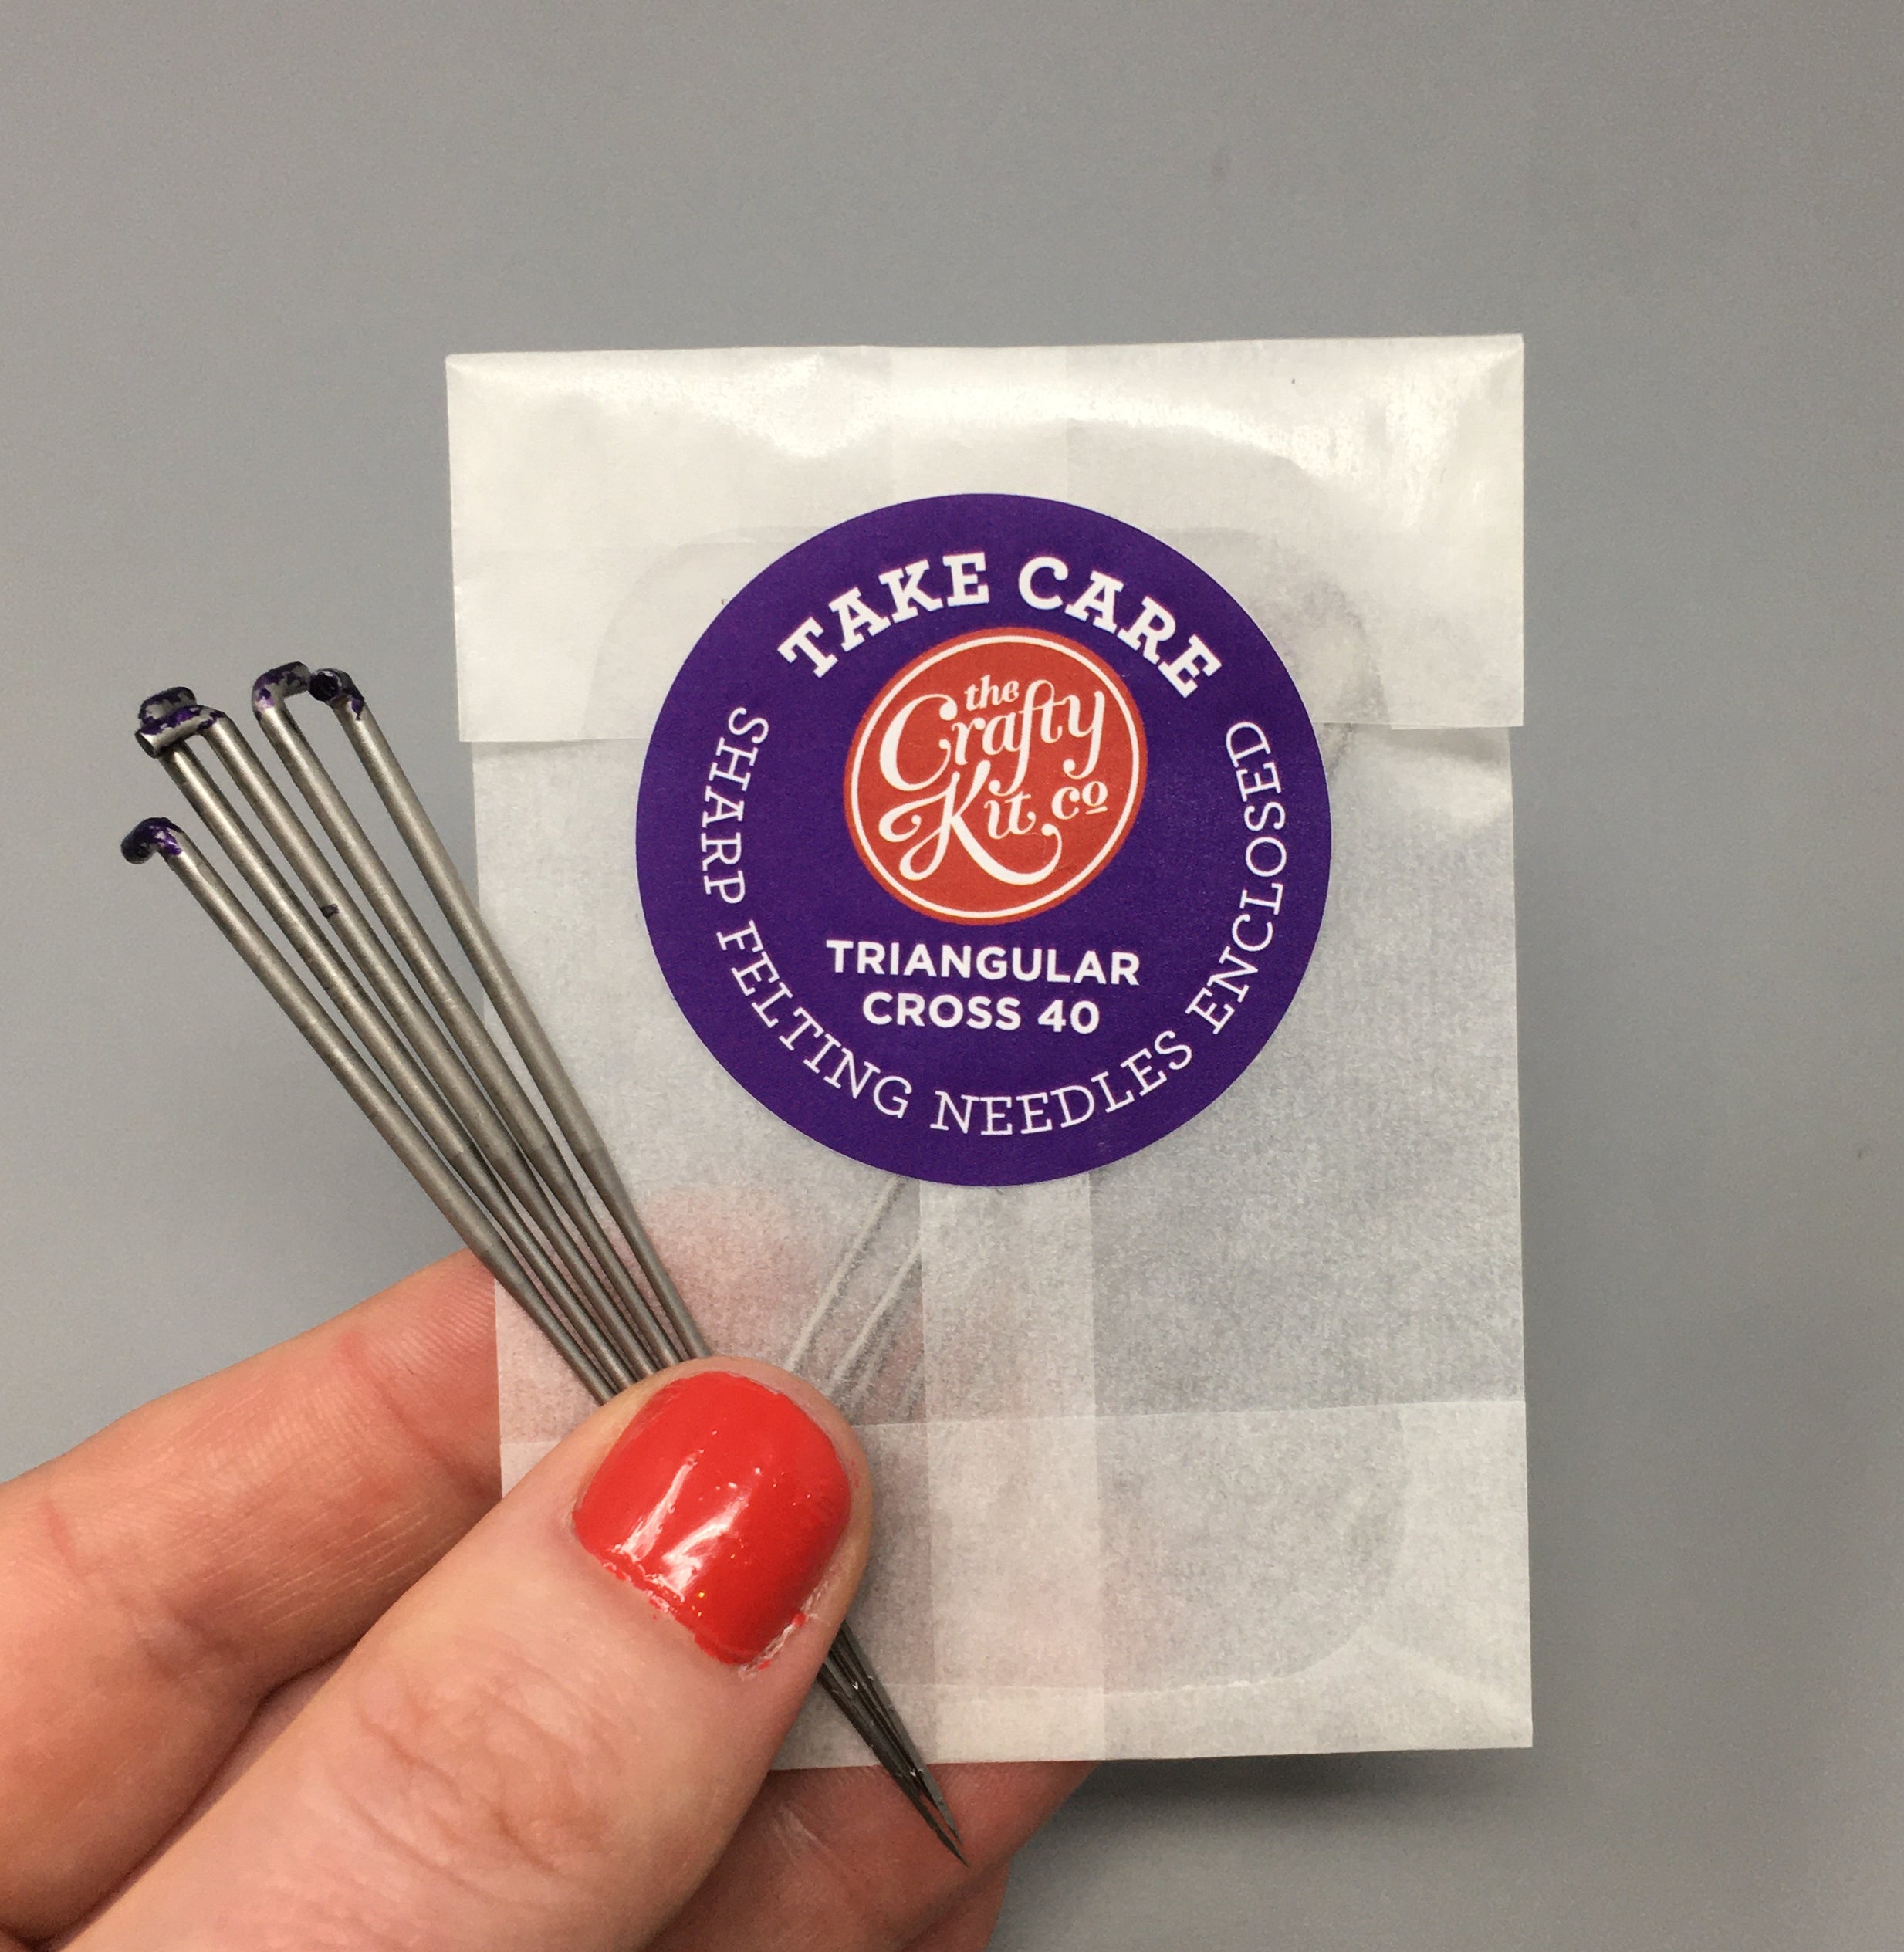 TAKE CARE
the
Crafty
Kit co
TRIANGULAR
CROSS 40
SHARP FELTING NEEDLES ENCLOSED